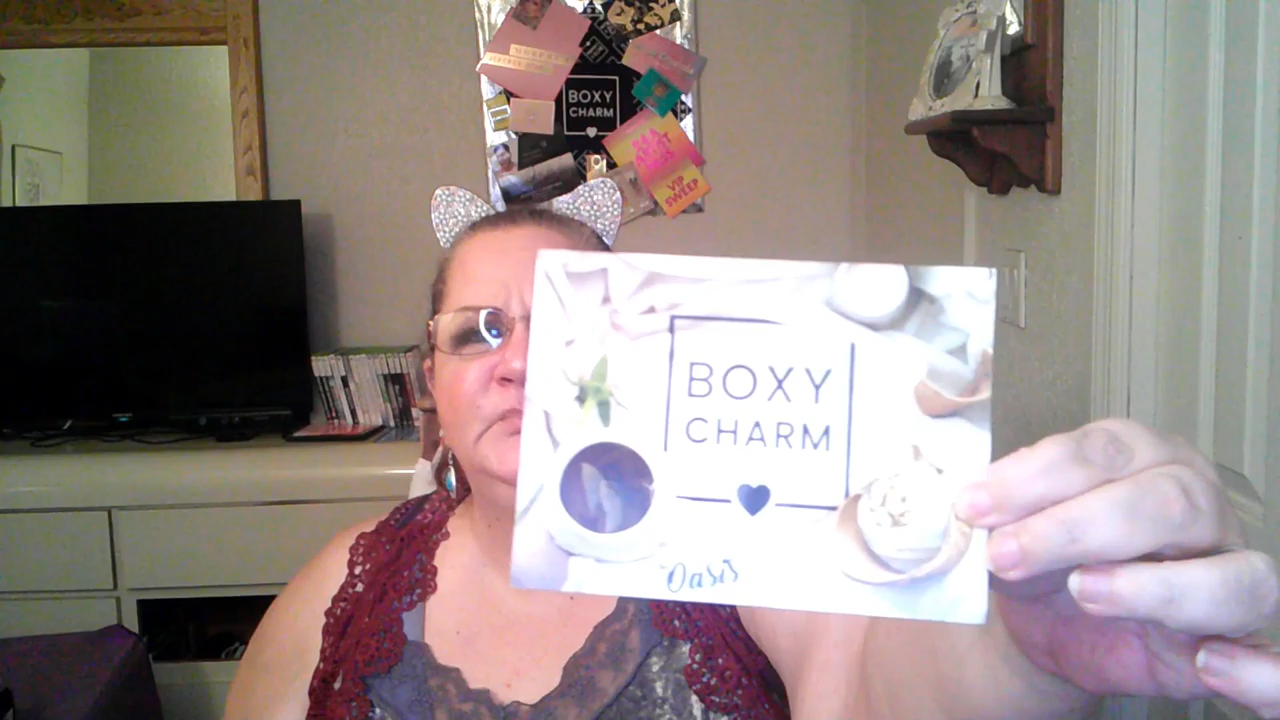 BOXY
CHARM
VIP
SWEEP
BOXY
CHARM
Oasis